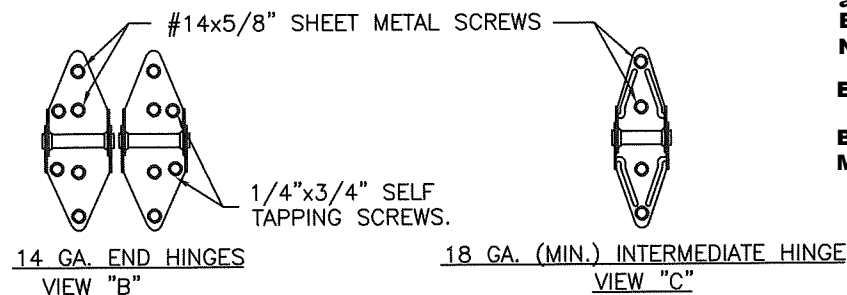 #14x5/8" SHEET METAL SCREWS
1/4"x3/4" SELF
TAPPING SCREWS.
14 GA. END HINGES
VIEW "B"
18 GA. (MIN.) INTERMEDIATE HINGE
VIEW "C"
E
N
E
E
M